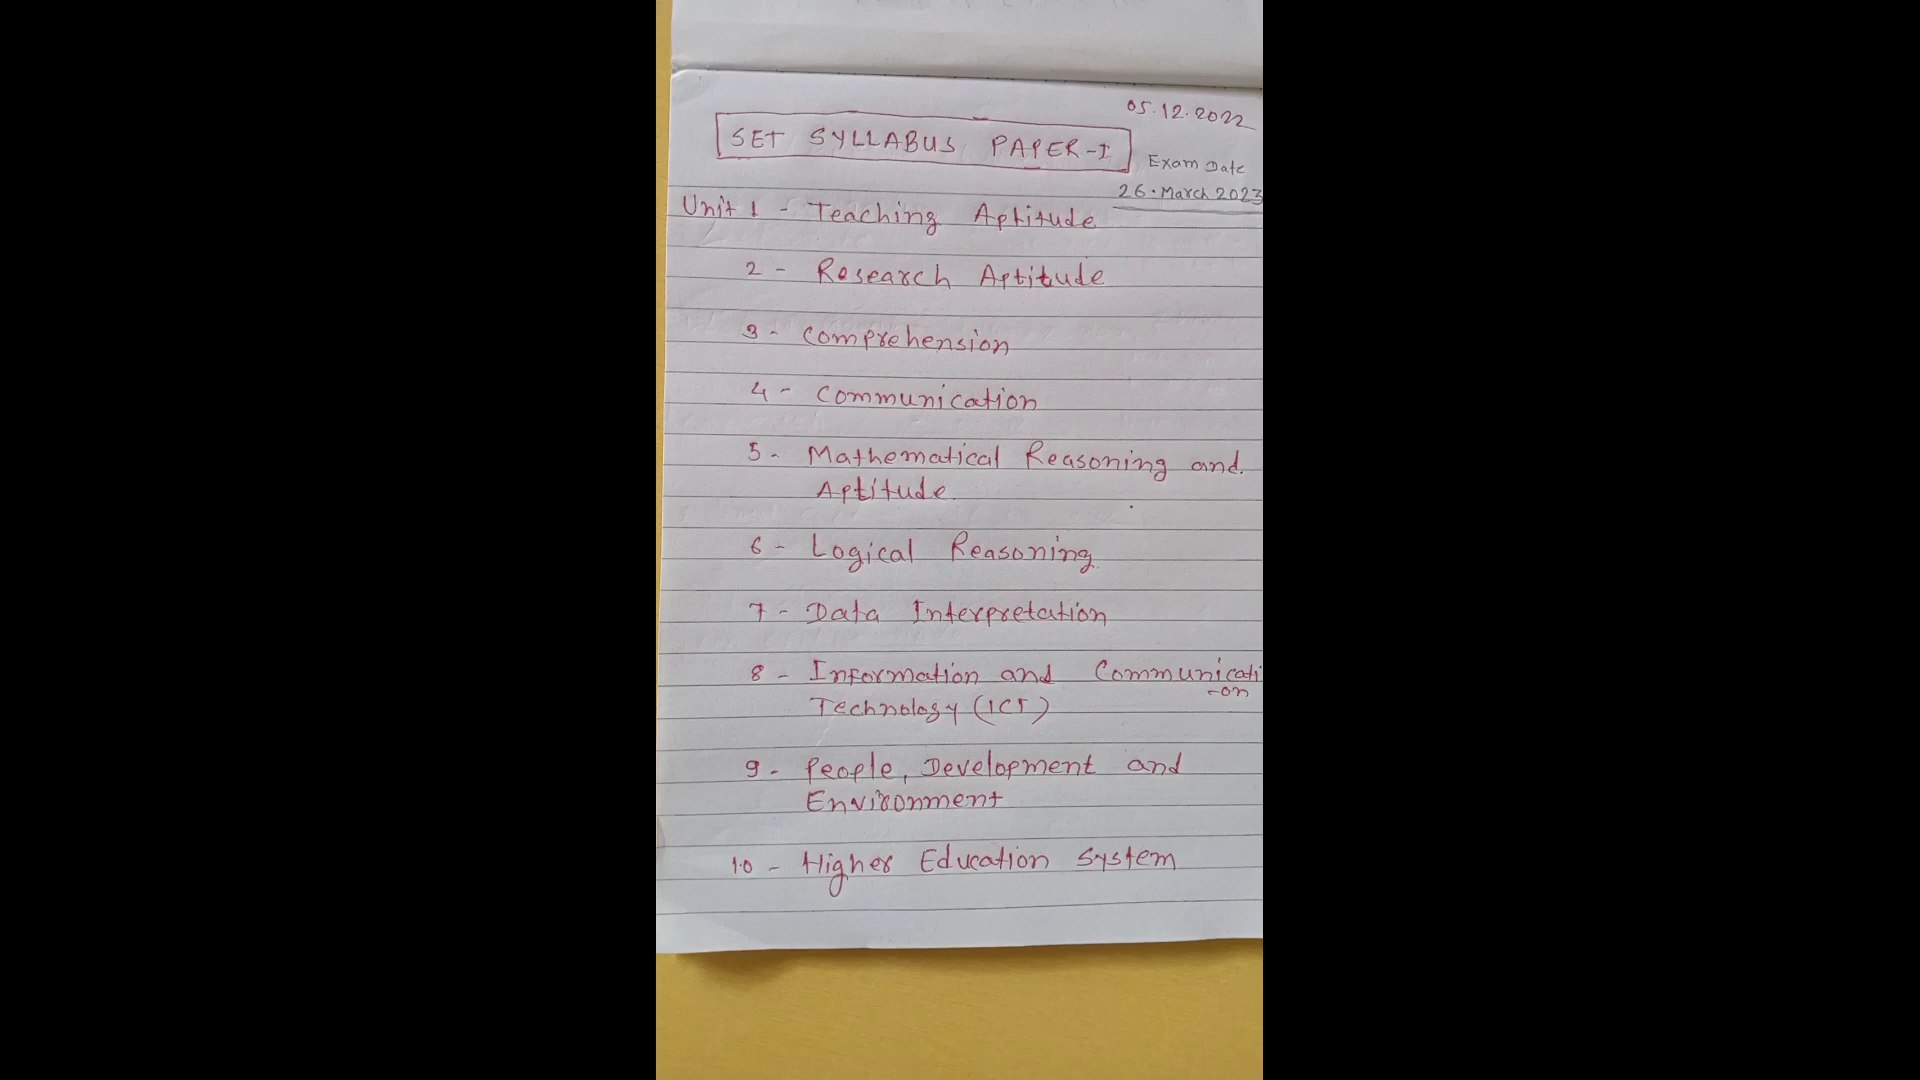 05.12.2022
SET SYLLABUS PAPER-I
Exam Date
26.March 2023
Unit 1 - Teaching Aptitude
2 - Research Aptitude
3 - Comprehension
4 - Communication
5 - Mathematical Reasoning and
Aptitude.
6 - Logical Reasoning.
7 - Data Interpretation
8 - Information and Communicati
-on
Technology (ICT)
9 - People, Development and
Environment
10 - Higher Education System